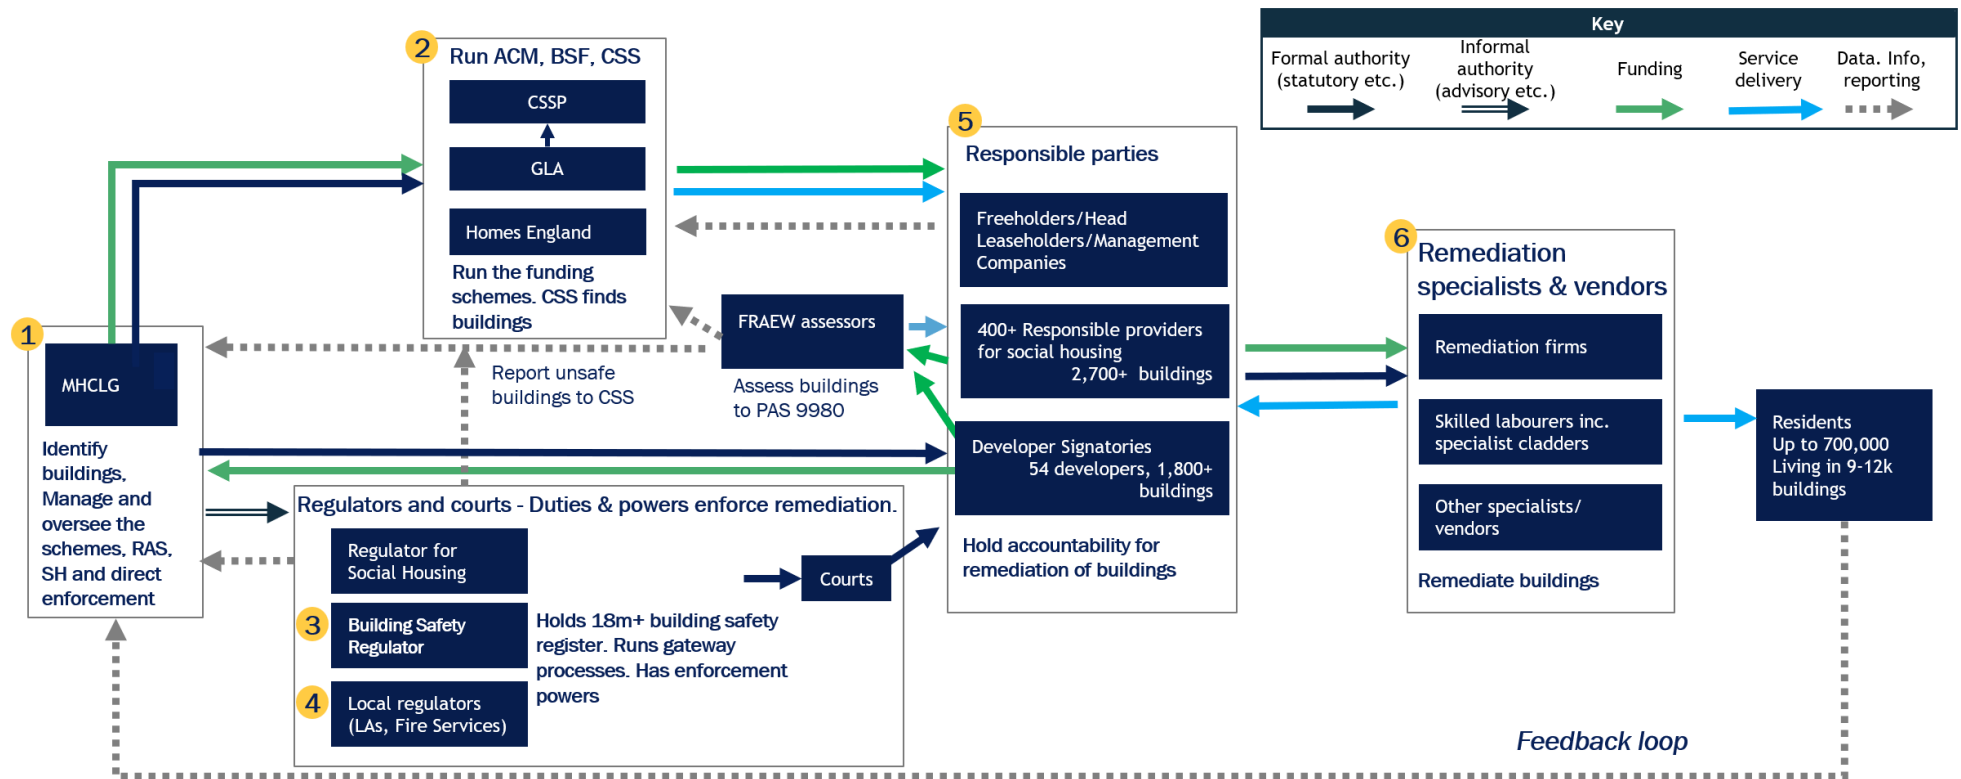 Key
Formal authority
(statutory etc.)
Informal
authority
(advisory etc.)
Funding
Service
delivery
Data. Info,
reporting
1
MHCLG
Identify
buildings,
Manage and
oversee the
schemes, RAS,
SH and direct
enforcement
2
Run ACM, BSF, CSS
CSSP
GLA
Homes England
Run the funding
schemes. CSS finds
buildings
FRAEW assessors
Assess buildings
to PAS 9980
Report unsafe
buildings to CSS
Regulators and courts - Duties & powers enforce remediation.
Regulator for
Social Housing
3
Building Safety
Regulator
4
Local regulators
(LAs, Fire Services)
Holds 18m+ building safety
register. Runs gateway
processes. Has enforcement
powers
Courts
5
Responsible parties
Freeholders/Head
Leaseholders/Management
Companies
400+ Responsible providers
for social housing
2,700+ buildings
Developer Signatories
54 developers, 1,800+
buildings
Hold accountability for
remediation of buildings
6
Remediation
specialists & vendors
Remediation firms
Skilled labourers inc.
specialist cladders
Other specialists/
vendors
Remediate buildings
Residents
Up to 700,000
Living in 9-12k
buildings
Feedback loop